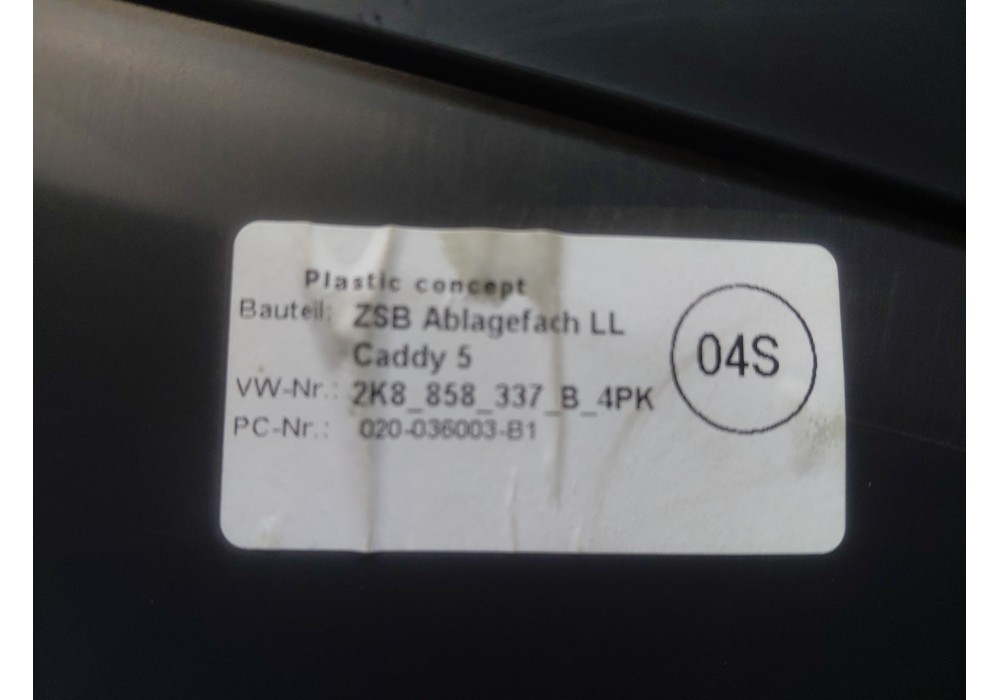 Plastic concept
Bauteil: ZSB Ablagefach LL
Caddy 5
VW-Nr.: 2K8_858_337_B_4PK
PC-Nr.: 020-036003-B1
04S